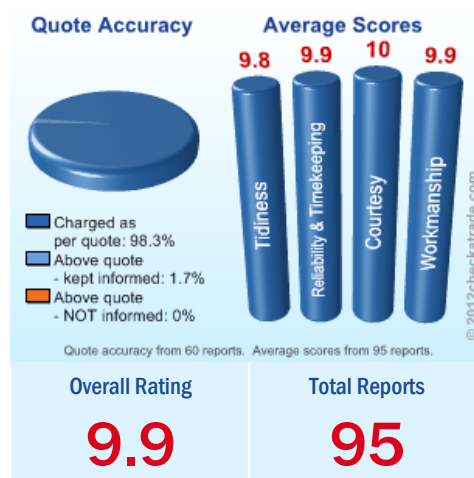 Quote Accuracy
Average Scores
9.8
9.9
10
9.9
Tidiness
Reliability & Timekeeping
Courtesy
Workmanship
Charged as
per quote: 98.3%
Above quote
- kept informed: 1.7%
Above quote
- NOT informed: 0%
© 2012checkatrade.com
Quote accuracy from 60 reports. Average scores from 95 reports.
Overall Rating
9.9
Total Reports
95